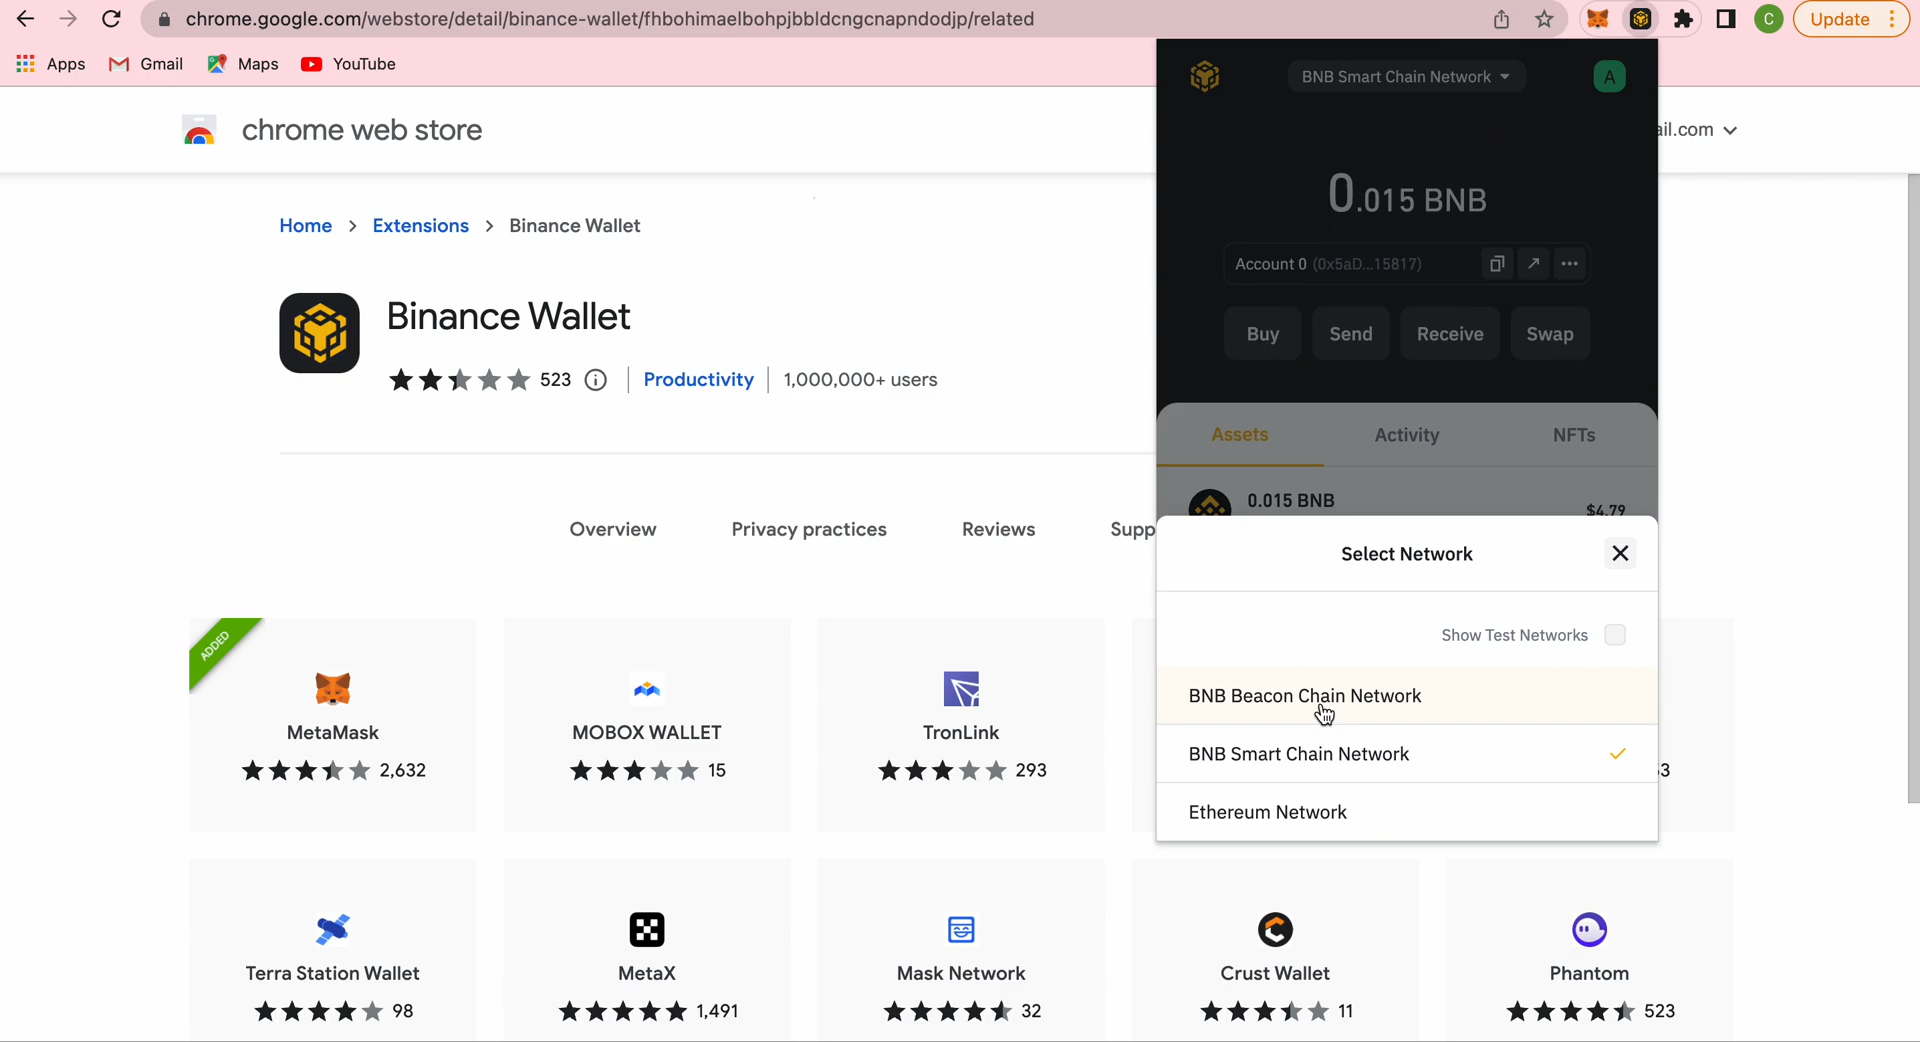 chrome.google.com/webstore/detail/binance-wallet/fhbohimaelbohpjbbldcngcnapndodjp/related
C
Update
Apps
Gmail
Maps
YouTube
chrome web store
ail.com
BNB Smart Chain Network
A
0.015 BNB
Account 0 (0x5aD...15817)
Buy
Send
Receive
Swap
Assets
Activity
NFTs
0.015 BNB
$4.79
Select Network
Show Test Networks
BNB Beacon Chain Network
BNB Smart Chain Network
Ethereum Network
Home > Extensions > Binance Wallet
Binance Wallet
523
Productivity
1,000,000+ users
Overview
Privacy practices
Reviews
Supp
ADDED
MetaMask
2,632
MOBOX WALLET
15
TronLink
293
3
Terra Station Wallet
98
MetaX
1,491
Mask Network
32
Crust Wallet
11
Phantom
523